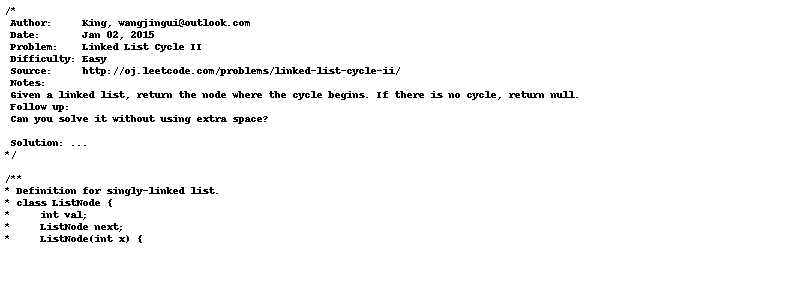 /*
 Author:     King, wangjingui@outlook.com
 Date:       Jan 02, 2015
 Problem:    Linked List Cycle II
 Difficulty: Easy
 Source:     http://oj.leetcode.com/problems/linked-list-cycle-ii/
 Notes:
 Given a linked list, return the node where the cycle begins. If there is no cycle, return null.
 Follow up:
 Can you solve it without using extra space?

 Solution: ...
*/

/**
* Definition for singly-linked list.
* class ListNode {
*     int val;
*     ListNode next;
*     ListNode(int x) {